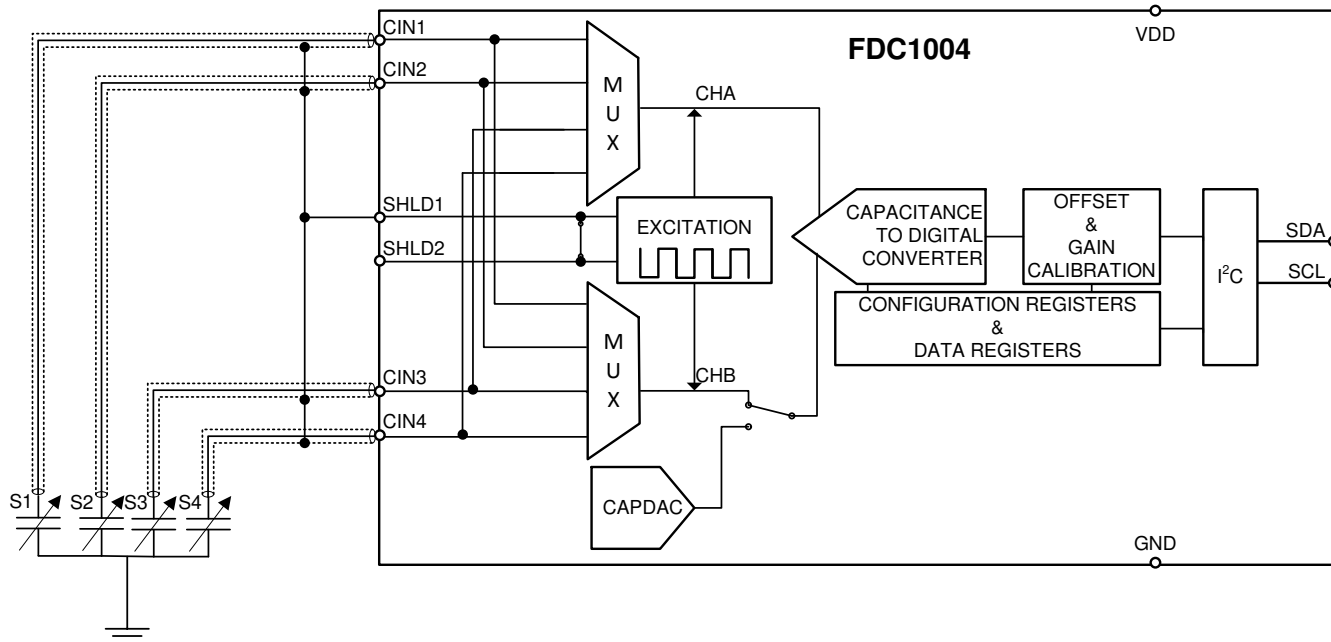 CIN1
CIN2
SHLD1
SHLD2
CIN3
CIN4
S1
S2
S3
S4
M
U
X
M
U
X
CHA
EXCITATION
CHB
CAPDAC
FDC1004
VDD
CAPACITANCE
TO DIGITAL
CONVERTER
OFFSET
&
GAIN
CALIBRATION
CONFIGURATION REGISTERS
&
DATA REGISTERS
I²C
SDA
SCL
GND